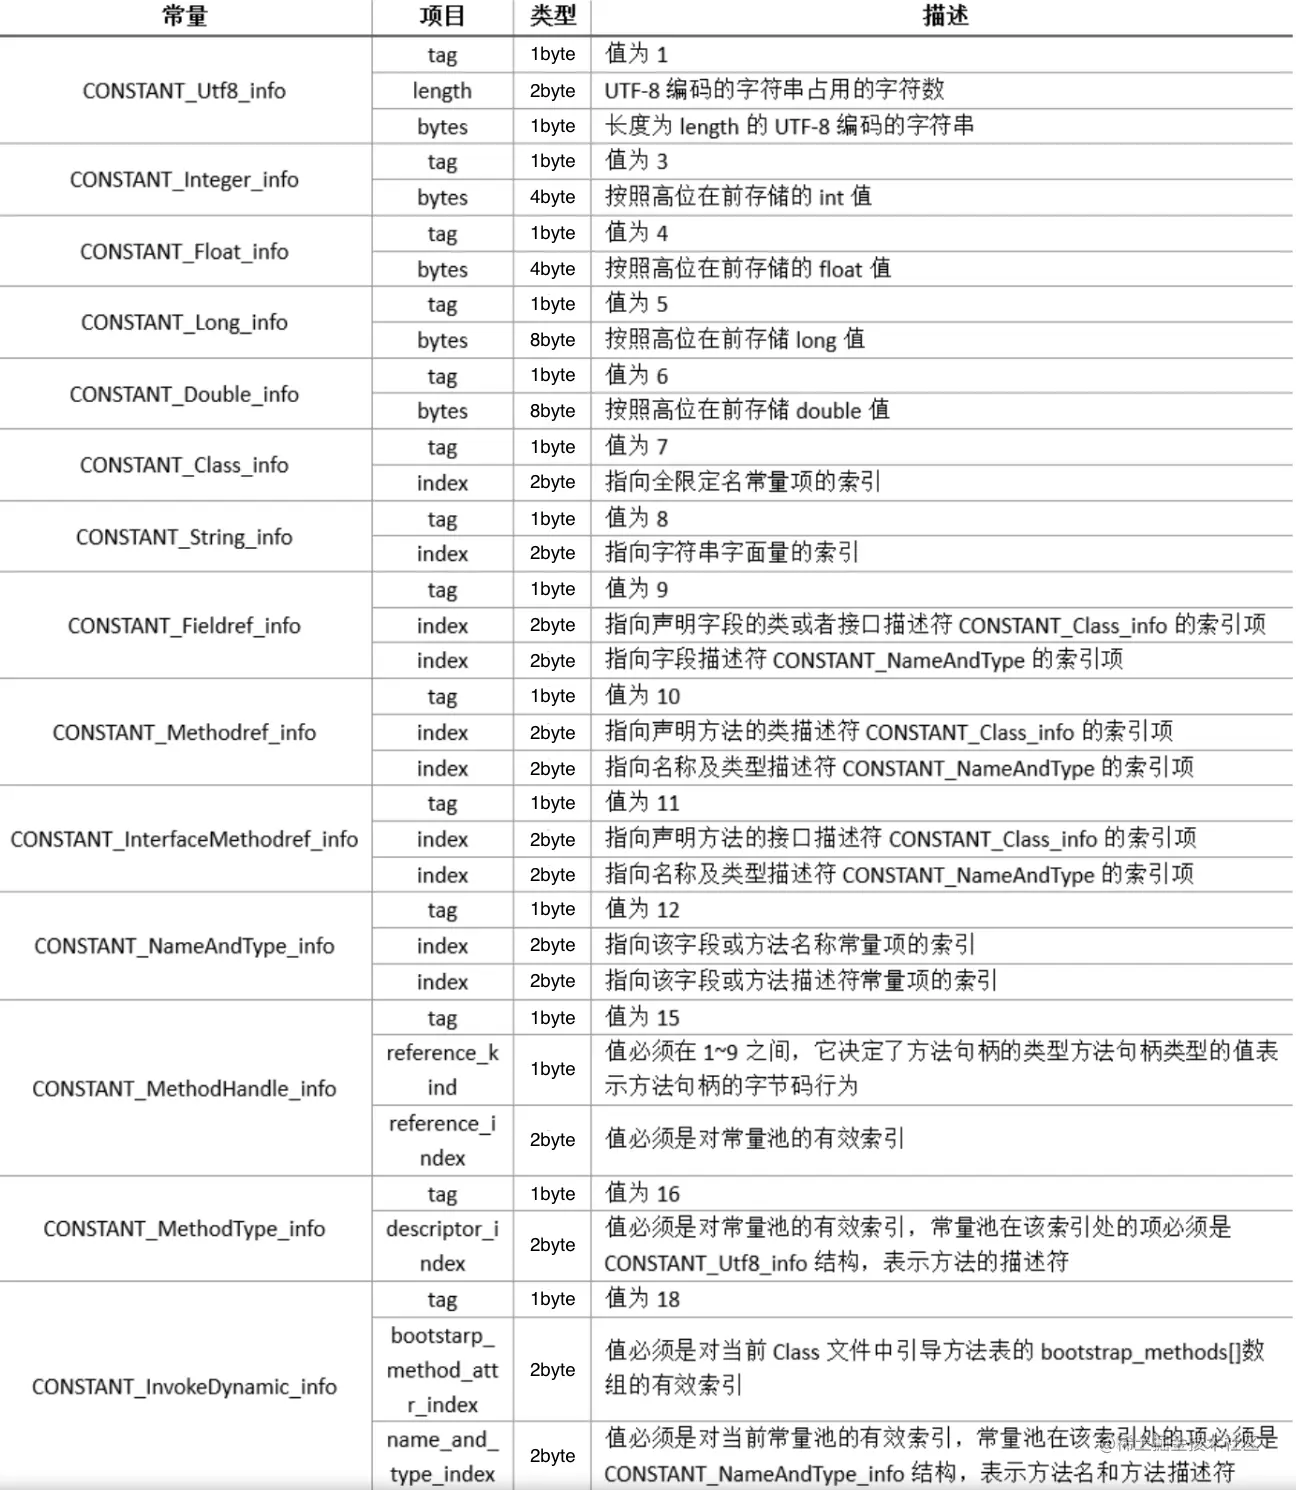 常量 项目 类型 描述
CONSTANT_Utf8_info
tag 1byte 值为 1
length 2byte UTF-8 编码的字符串占用的字符数
bytes 1byte 长度为 length 的 UTF-8 编码的字符串
CONSTANT_Integer_info
tag 1byte 值为 3
bytes 4byte 按照高位在前存储的 int 值
CONSTANT_Float_info
tag 1byte 值为 4
bytes 4byte 按照高位在前存储的 float 值
CONSTANT_Long_info
tag 1byte 值为 5
bytes 8byte 按照高位在前存储 long 值
CONSTANT_Double_info
tag 1byte 值为 6
bytes 8byte 按照高位在前存储 double 值
CONSTANT_Class_info
tag 1byte 值为 7
index 2byte 指向全限定名常量项的索引
CONSTANT_String_info
tag 1byte 值为 8
index 2byte 指向字符串字面量的索引
CONSTANT_Fieldref_info
tag 1byte 值为 9
index 2byte 指向声明字段的类或者接口描述符 CONSTANT_Class_info 的索引项
index 2byte 指向字段描述符 CONSTANT_NameAndType 的索引项
CONSTANT_Methodref_info
tag 1byte 值为 10
index 2byte 指向声明方法的类描述符 CONSTANT_Class_info 的索引项
index 2byte 指向名称及类型描述符 CONSTANT_NameAndType 的索引项
CONSTANT_InterfaceMethodref_info
tag 1byte 值为 11
index 2byte 指向声明方法的接口描述符 CONSTANT_Class_info 的索引项
index 2byte 指向名称及类型描述符 CONSTANT_NameAndType 的索引项
CONSTANT_NameAndType_info
tag 1byte 值为 12
index 2byte 指向该字段或方法名称常量项的索引
index 2byte 指向该字段或方法描述符常量项的索引
CONSTANT_MethodHandle_info
tag 1byte 值为 15
reference_k
ind
1byte
值必须在 1~9 之间，它决定了方法句柄的类型方法句柄类型的值表
示方法句柄的字节码行为
reference_i
ndex
2byte
值必须是对常量池的有效索引
CONSTANT_MethodType_info
tag 1byte 值为 16
descriptor_i
ndex
2byte
值必须是对常量池的有效索引，常量池在该索引处的项必须是
CONSTANT_Utf8_info 结构，表示方法的描述符
CONSTANT_InvokeDynamic_info
tag 1byte 值为 18
bootstarp_
method_att
r_index
2byte
值必须是对当前 Class 文件中引导方法表的 bootstrap_methods[]数
组的有效索引
name_and_
type_index
2byte
值必须是对当前常量池的有效索引，常量池在该索引处的项必须是
CONSTANT_NameAndType_info 结构，表示方法名和方法描述符
@稀土掘金技术社区